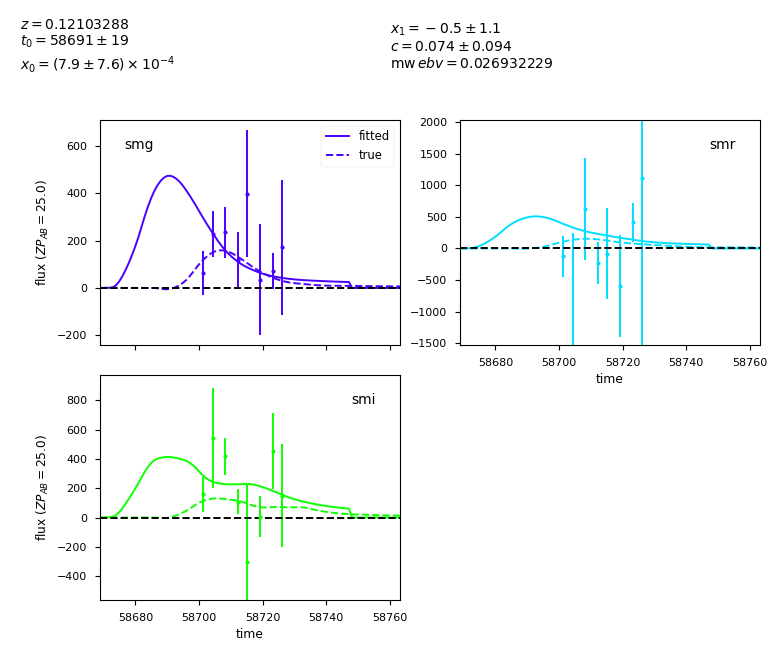 z = 0.12103288
t₀ = 58691 ± 19
x₀ = (7.9 ± 7.6) × 10⁻⁴
x₁ = −0.5 ± 1.1
c = 0.074 ± 0.094
mw ebv = 0.026932229
smg
fitted
true
600
400
200
0
−200
flux (ZP_AB = 25.0)
smr
2000
1500
1000
500
0
−500
−1000
−1500
58680 58700 58720 58740 58760
time
smi
800
600
400
200
0
−200
−400
flux (ZP_AB = 25.0)
58680 58700 58720 58740 58760
time